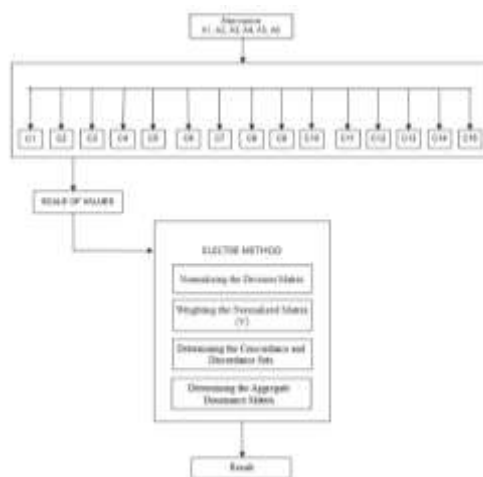 Alternative
A1, A2, A3, A4, A5, A6
C1 C2 C3 C4 C5 C6 C7 C8 C9 C10 C11 C12 C13 C14 C15
SCALE OF VALUES
ELECTRE METHOD
Normalizing the Decision Matrix
Weighting the Normalized Matrix
(V)
Determining the Concordance and
Discordance Sets
Determining the Aggregate
Dominance Matrix
Result